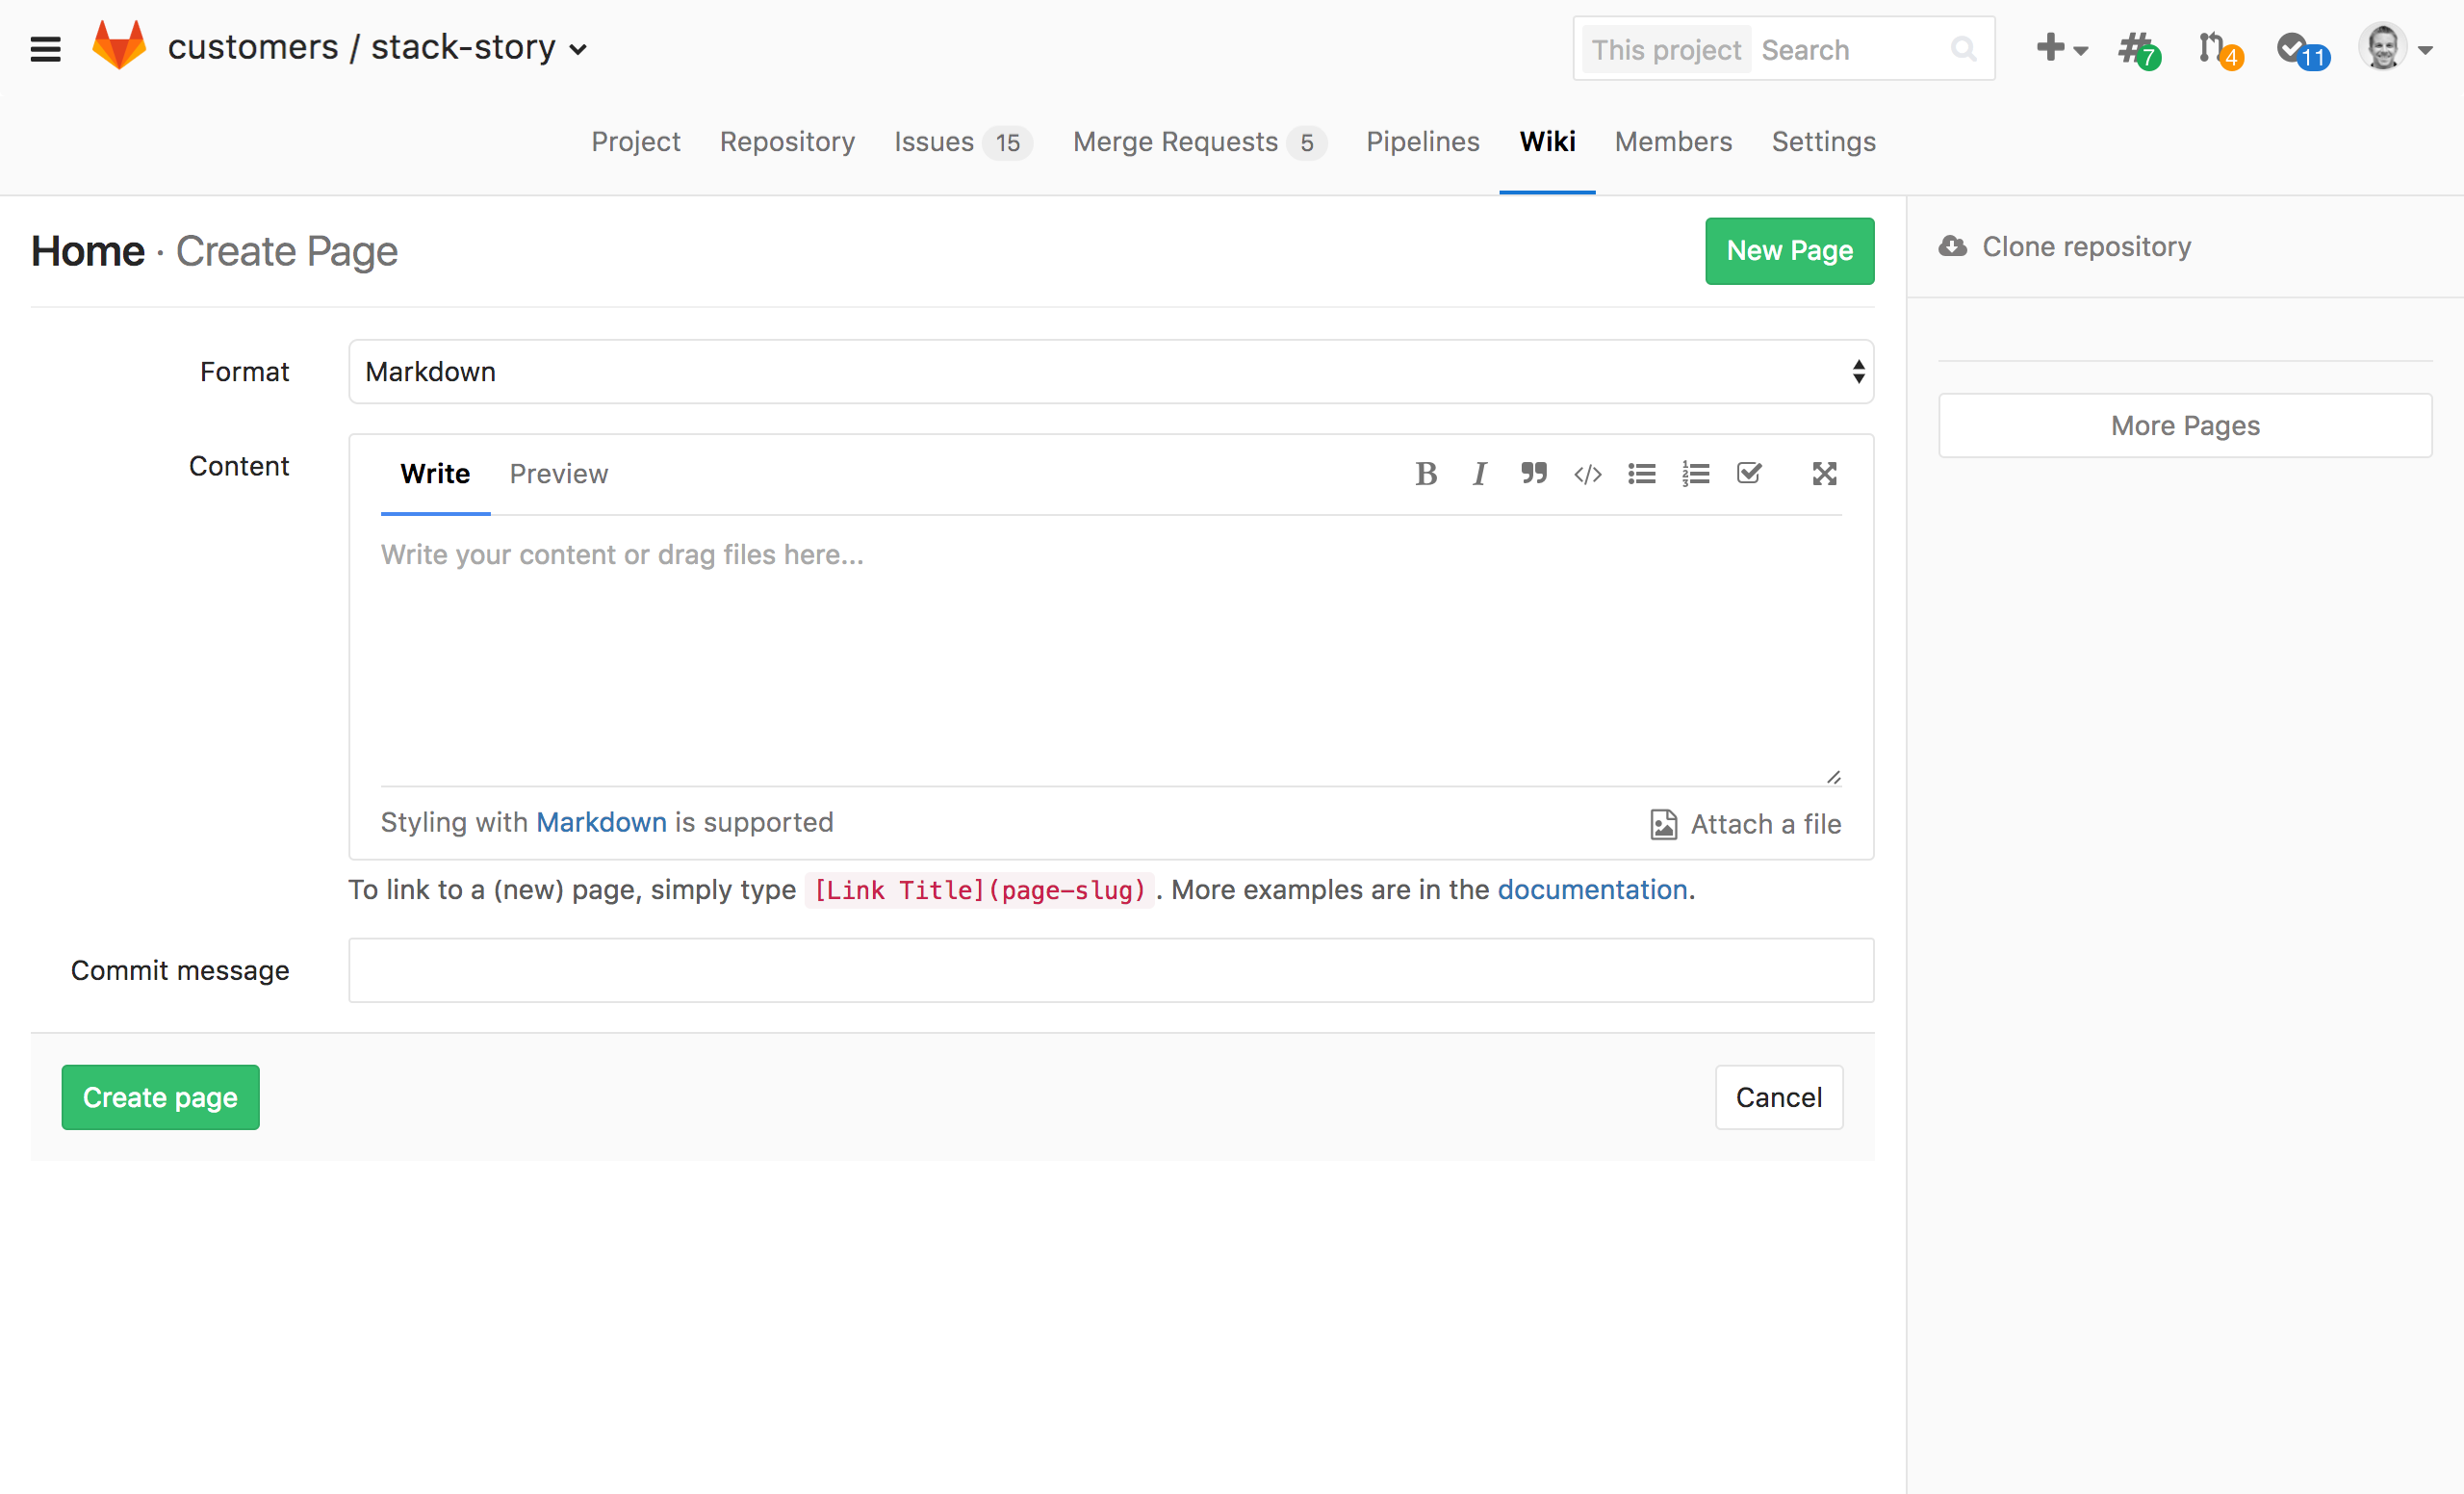 customers / stack-story
This project Search
7
4
11
Project Repository Issues 15 Merge Requests 5 Pipelines Wiki Members Settings
Home · Create Page
New Page
Clone repository
Format
Markdown
More Pages
Content
Write Preview
Write your content or drag files here...
Styling with Markdown is supported
Attach a file
To link to a (new) page, simply type [Link Title](page-slug). More examples are in the documentation.
Commit message
Create page
Cancel